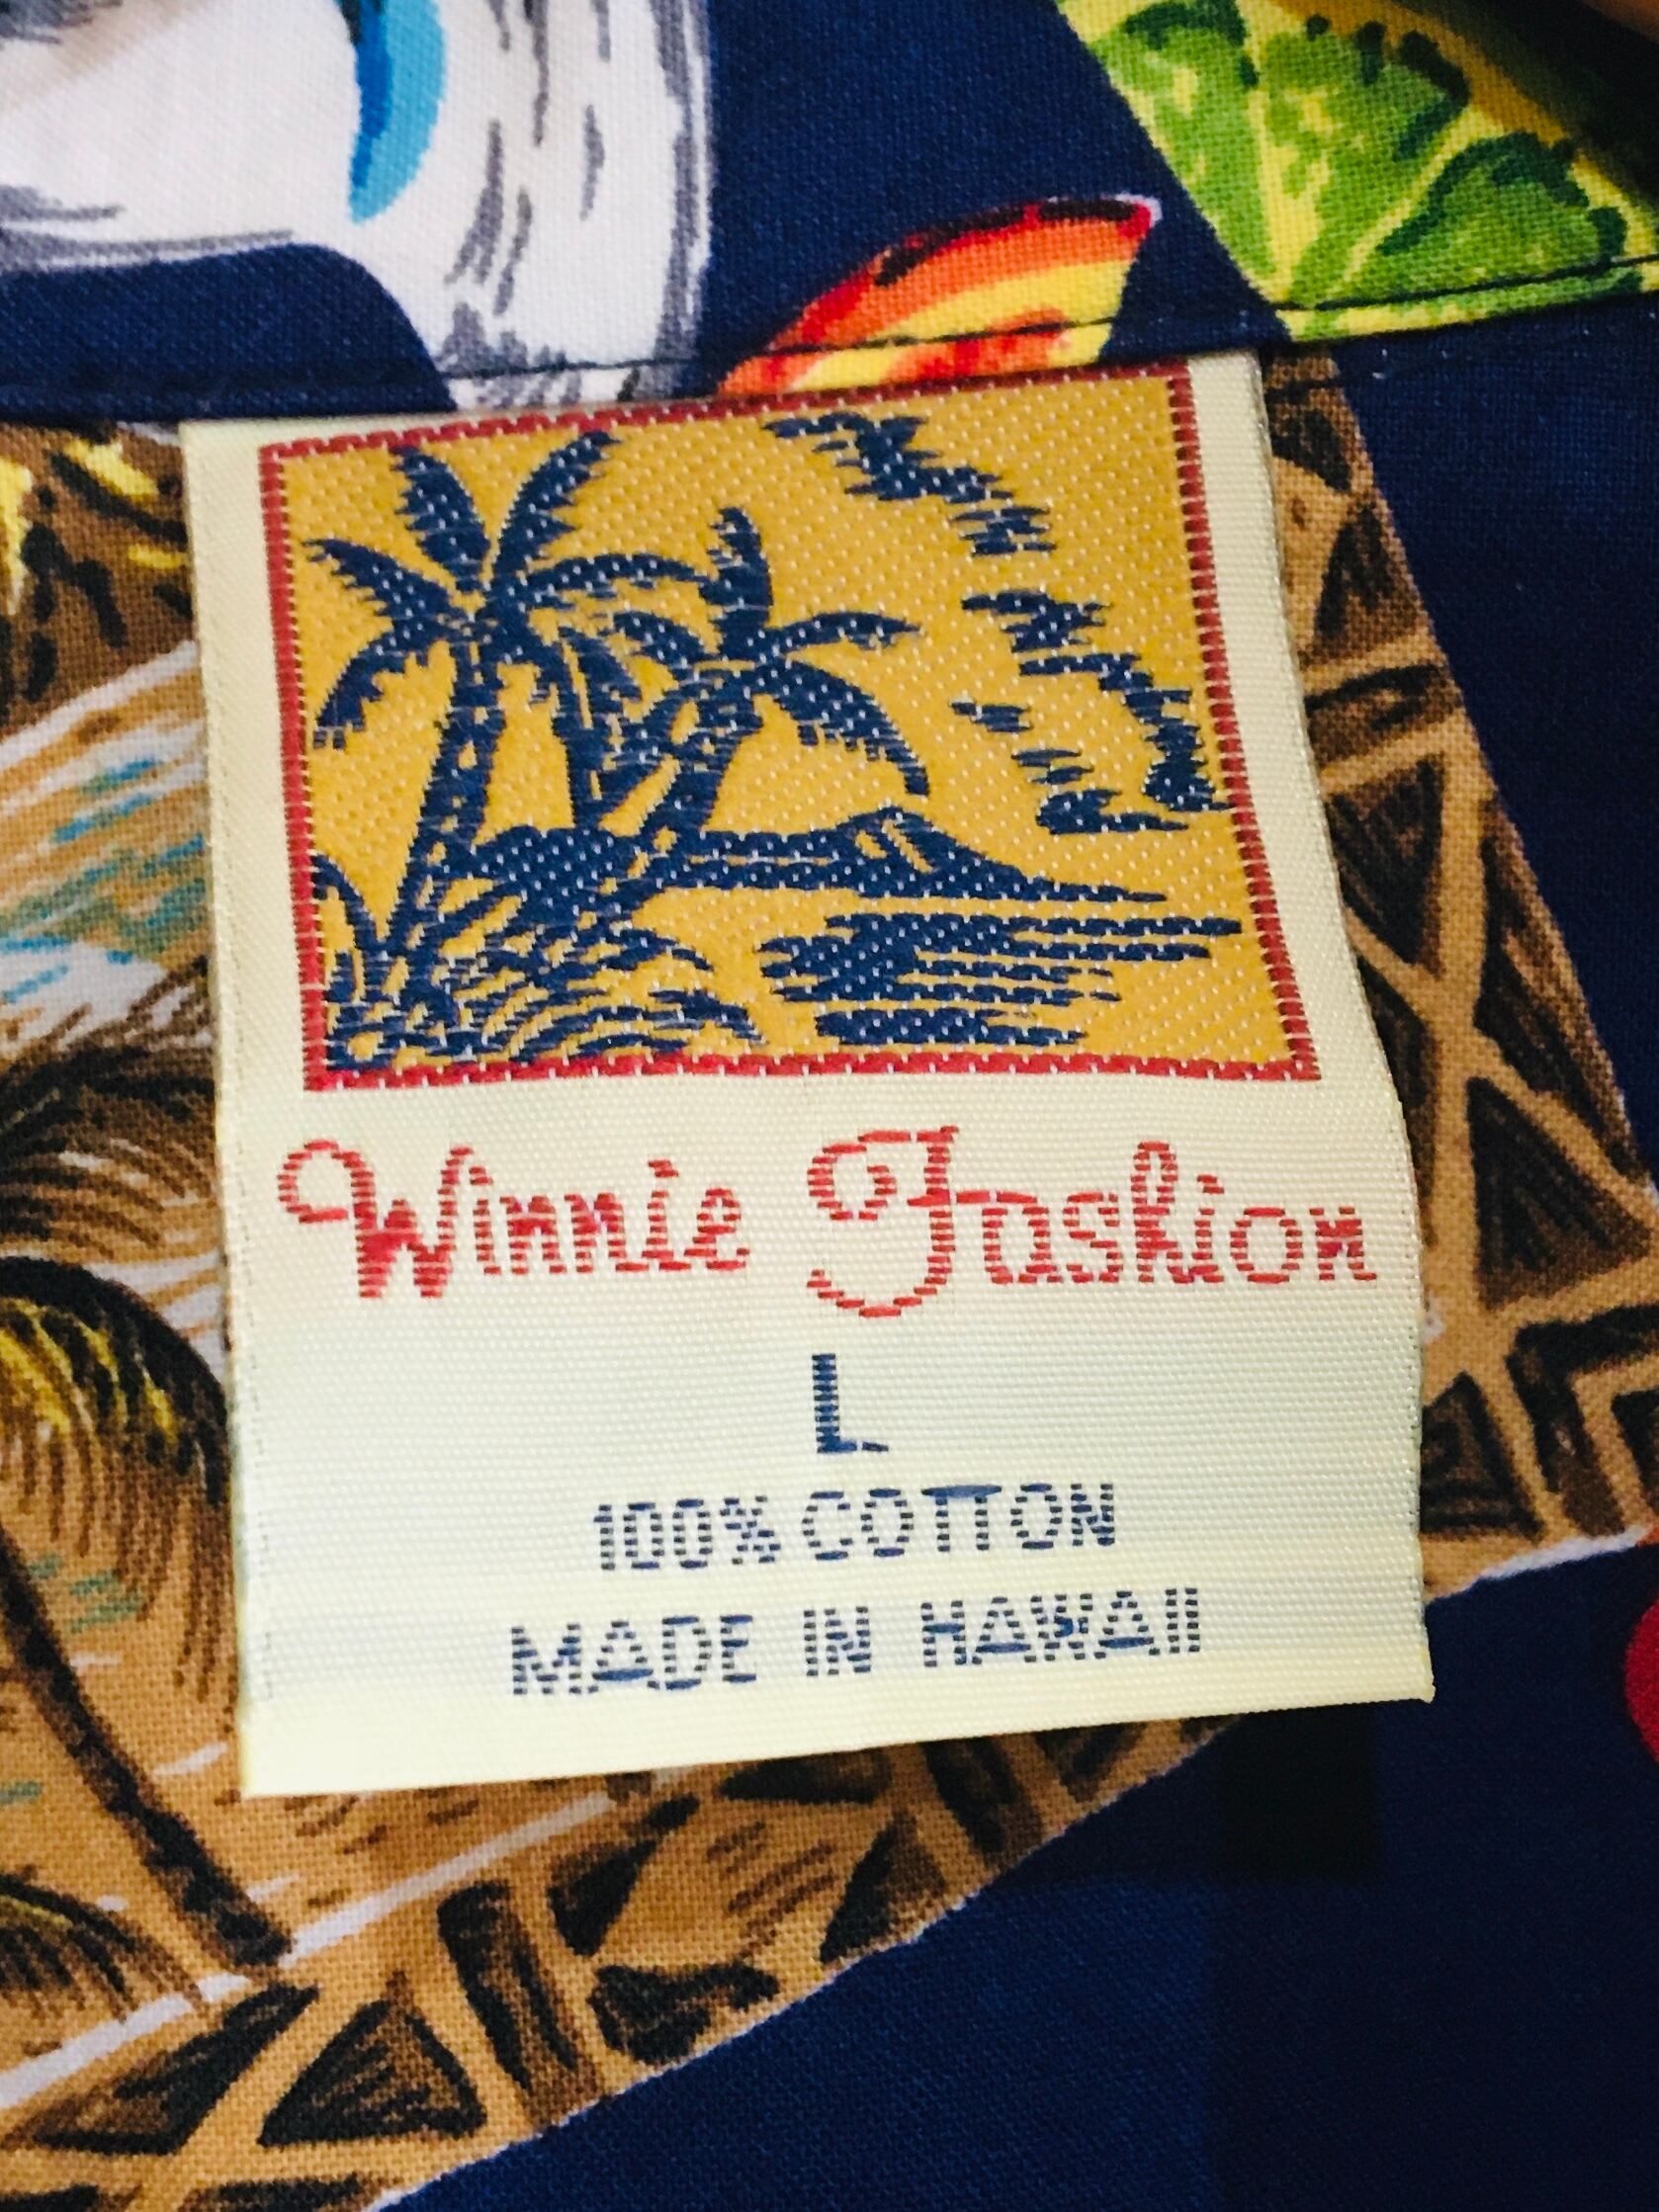 Winnie Fashion
L
100% COTTON
MADE IN HAWAII